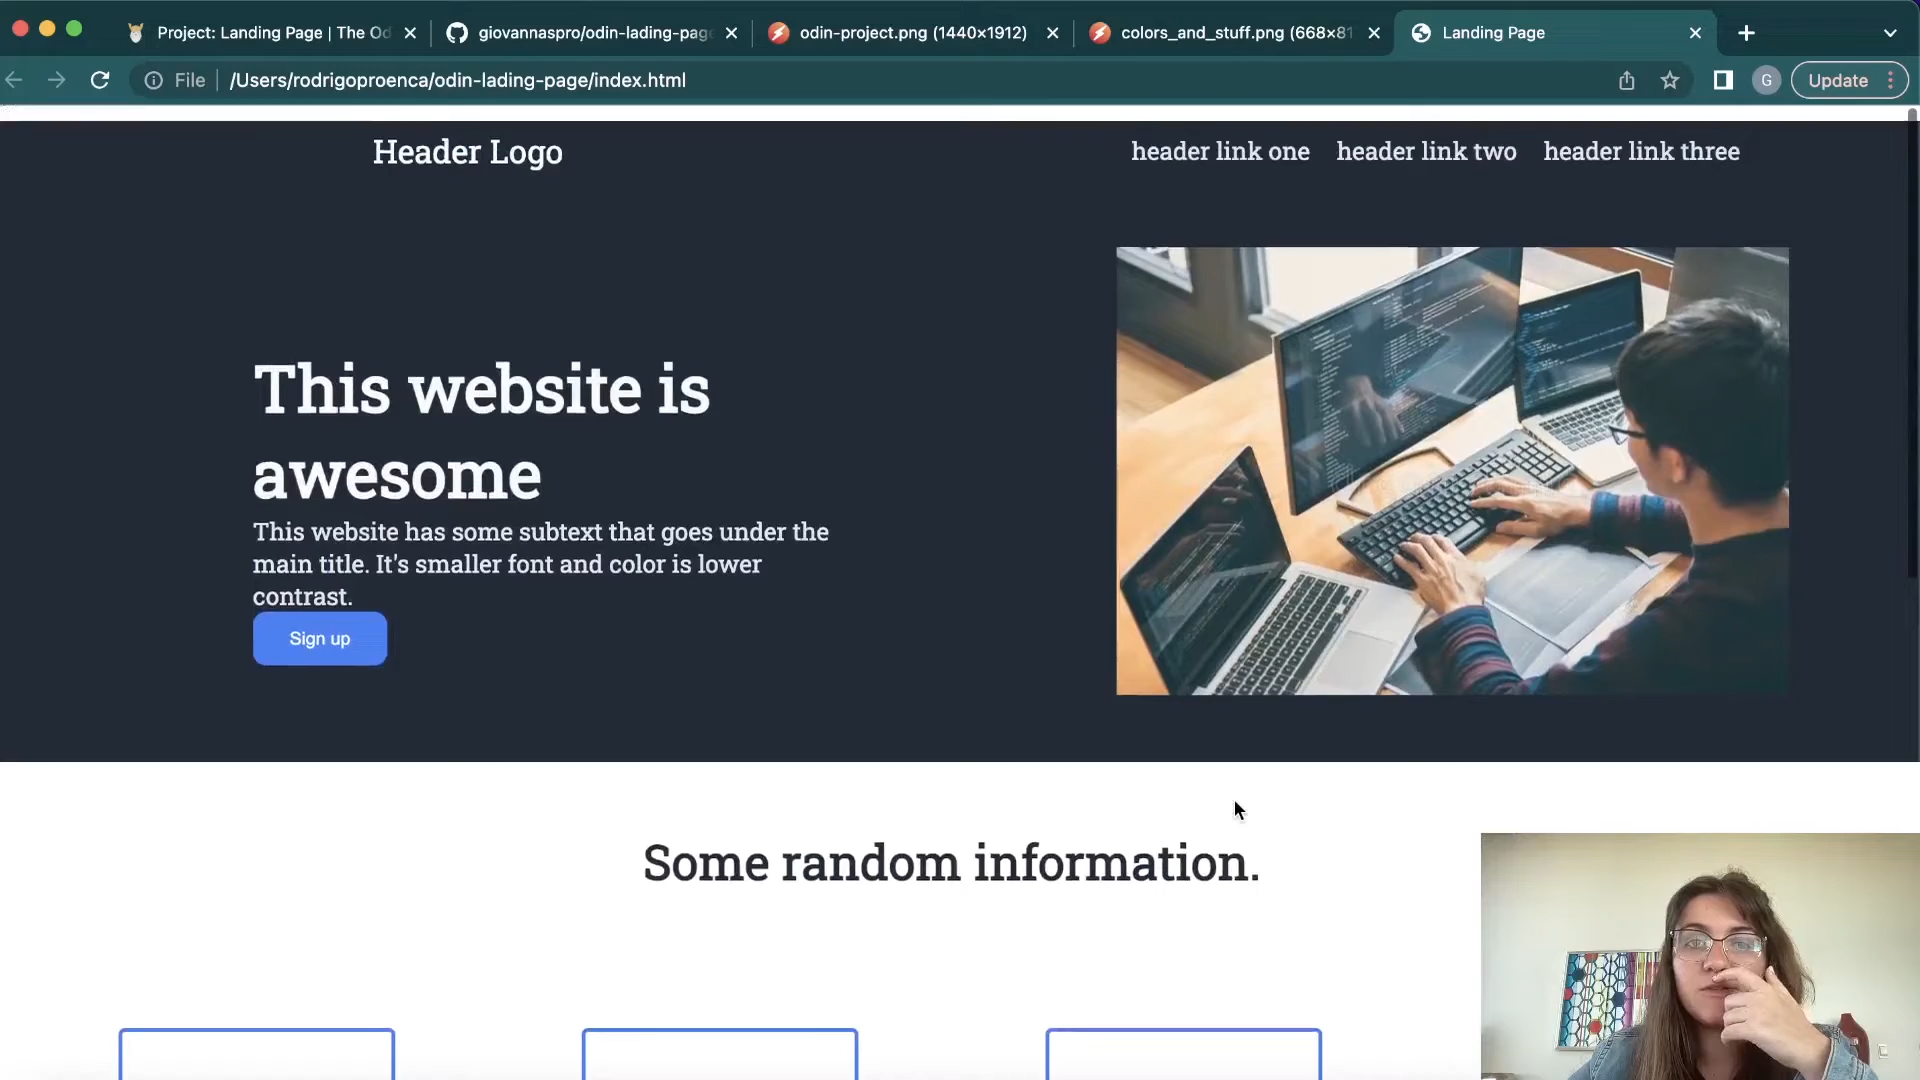 Project: Landing Page | The Od
giovannaspro/odin-lading-page
odin-project.png (1440×1912)
colors_and_stuff.png (668×81
Landing Page
File
/Users/rodrigoproenca/odin-lading-page/index.html
G
Update
Header Logo
header link one
header link two
header link three
This website is
awesome
This website has some subtext that goes under the
main title. It's smaller font and color is lower
contrast.
Sign up
Some random information.